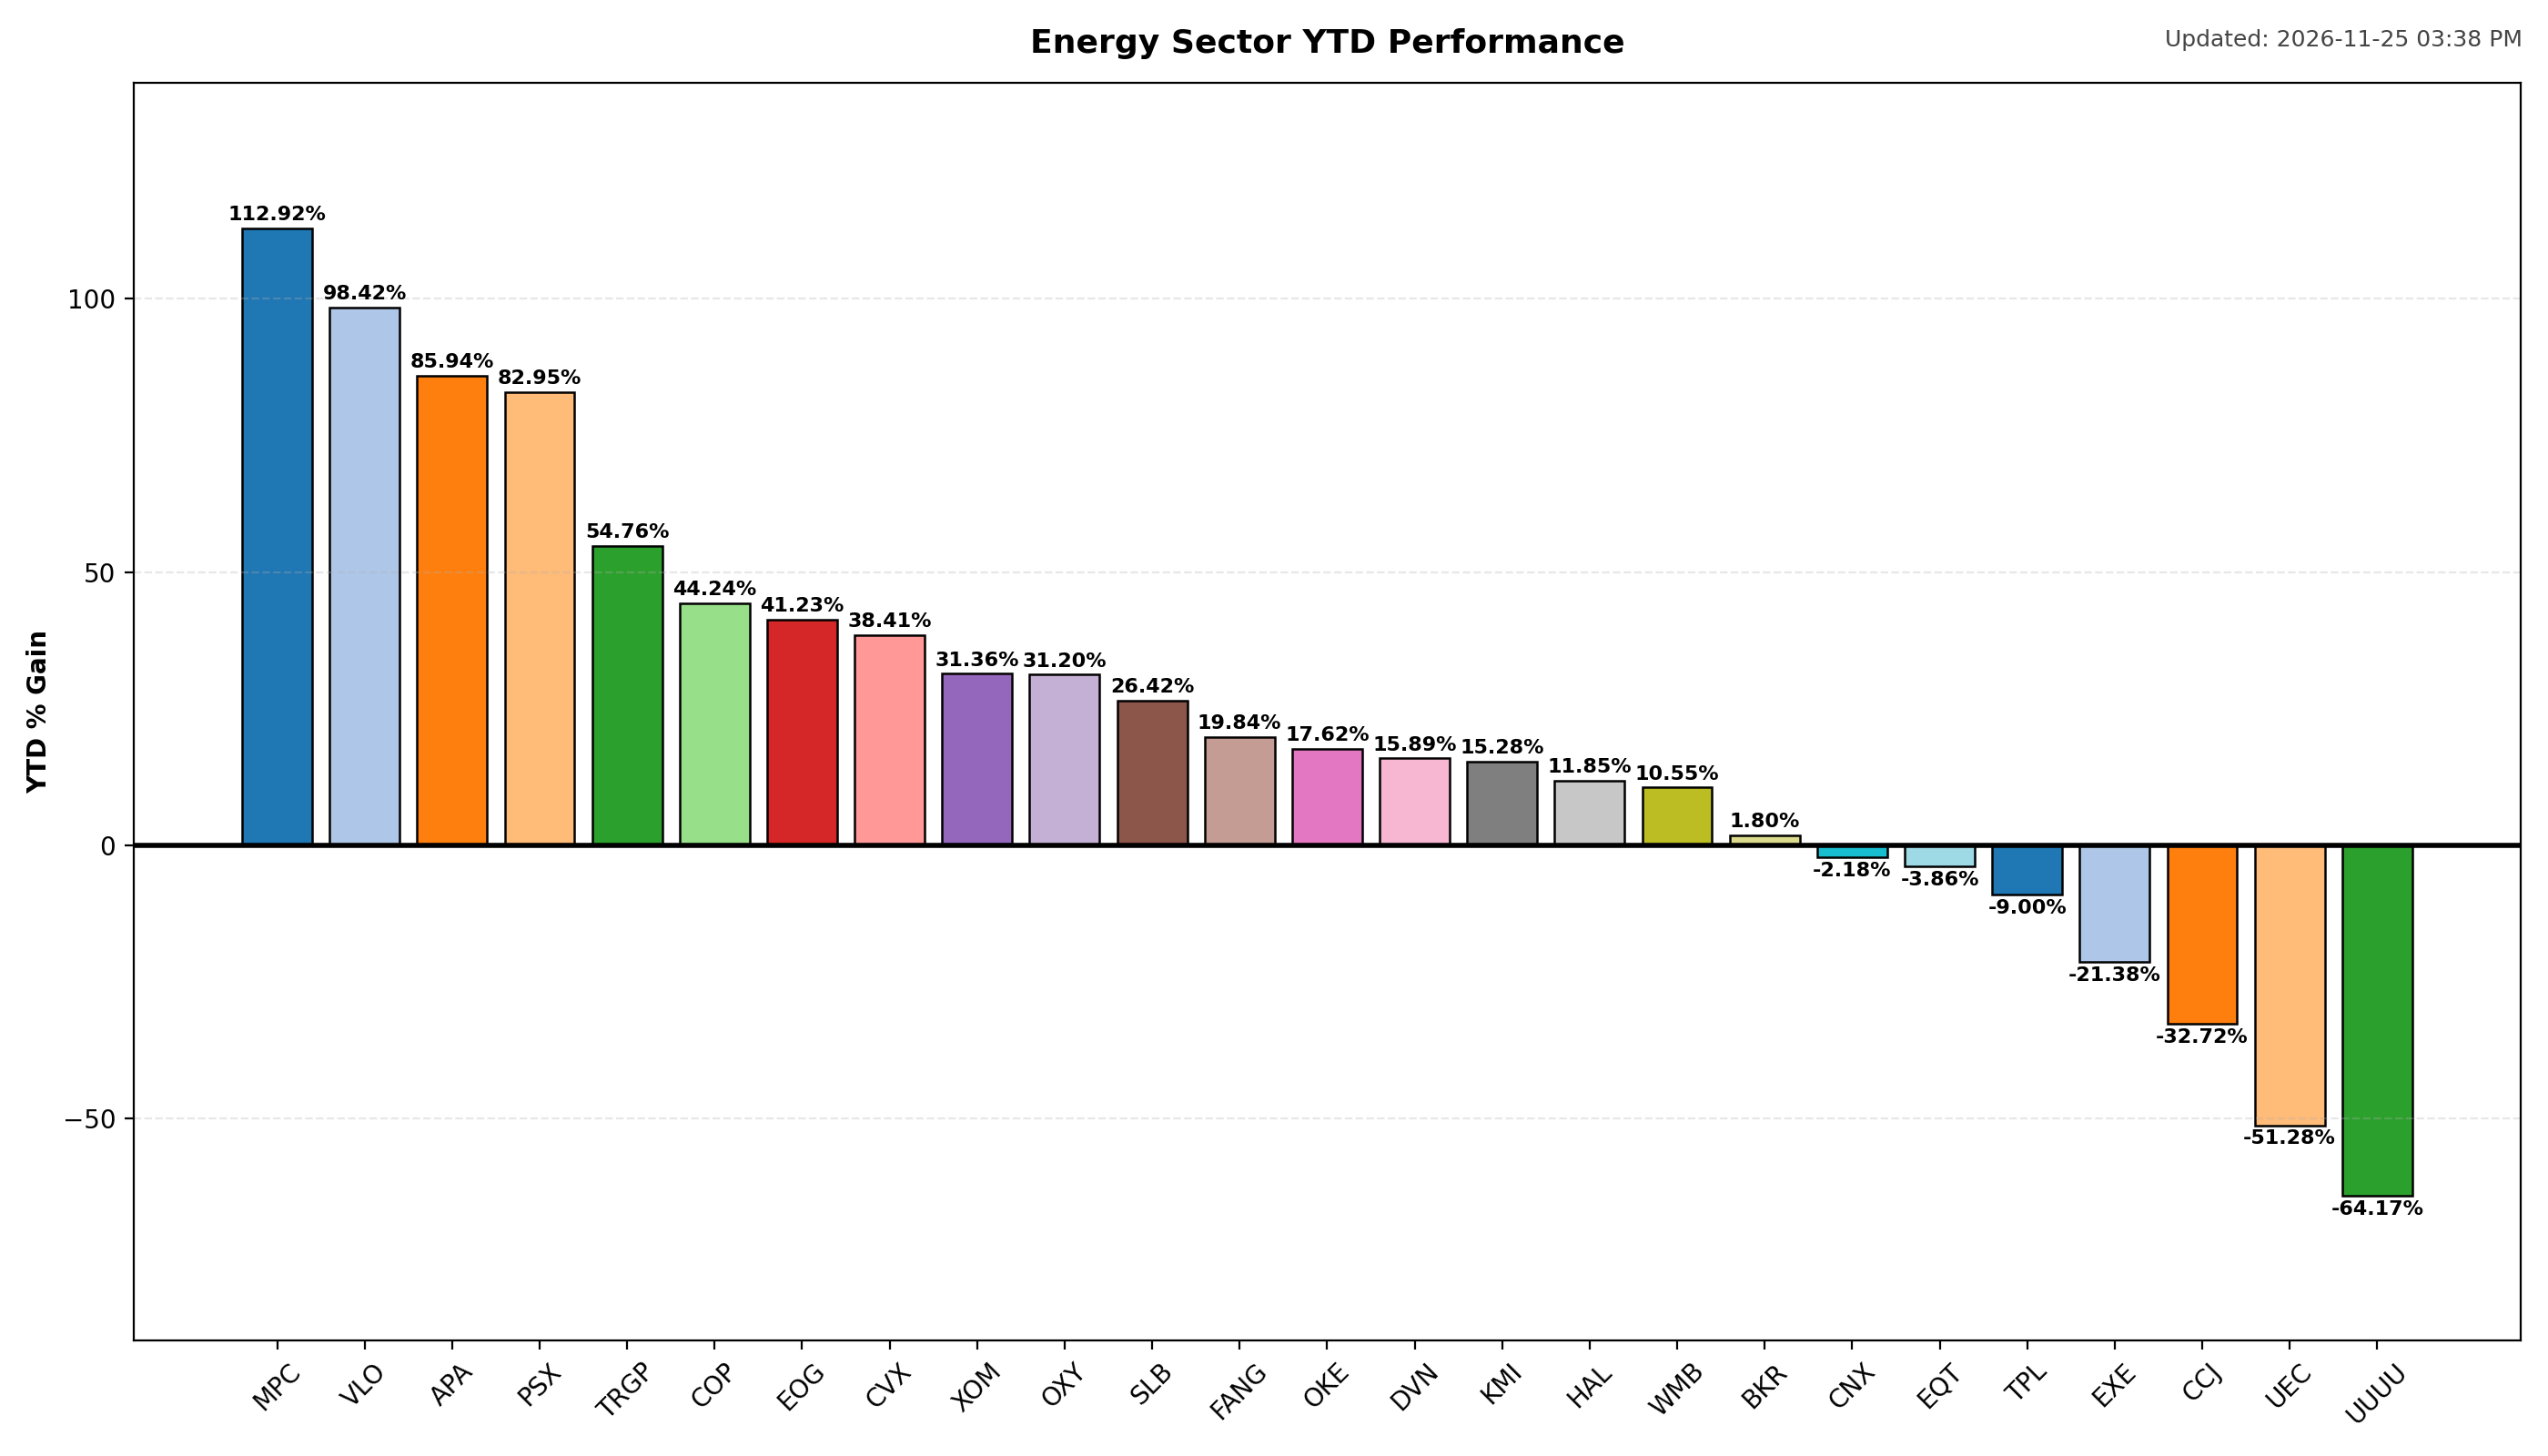 Energy Sector YTD Performance
Updated: 2026-11-25 03:38 PM
YTD % Gain
100
50
0
−50
112.92%
98.42%
85.94%
82.95%
54.76%
44.24%
41.23%
38.41%
31.36%
31.20%
26.42%
19.84%
17.62%
15.89%
15.28%
11.85%
10.55%
1.80%
-2.18%
-3.86%
-9.00%
-21.38%
-32.72%
-51.28%
-64.17%
MPC
VLO
APA
PSX
TRGP
COP
EOG
CVX
XOM
OXY
SLB
FANG
OKE
DVN
KMI
HAL
WMB
BKR
CNX
EQT
TPL
EXE
CCJ
UEC
UUUU